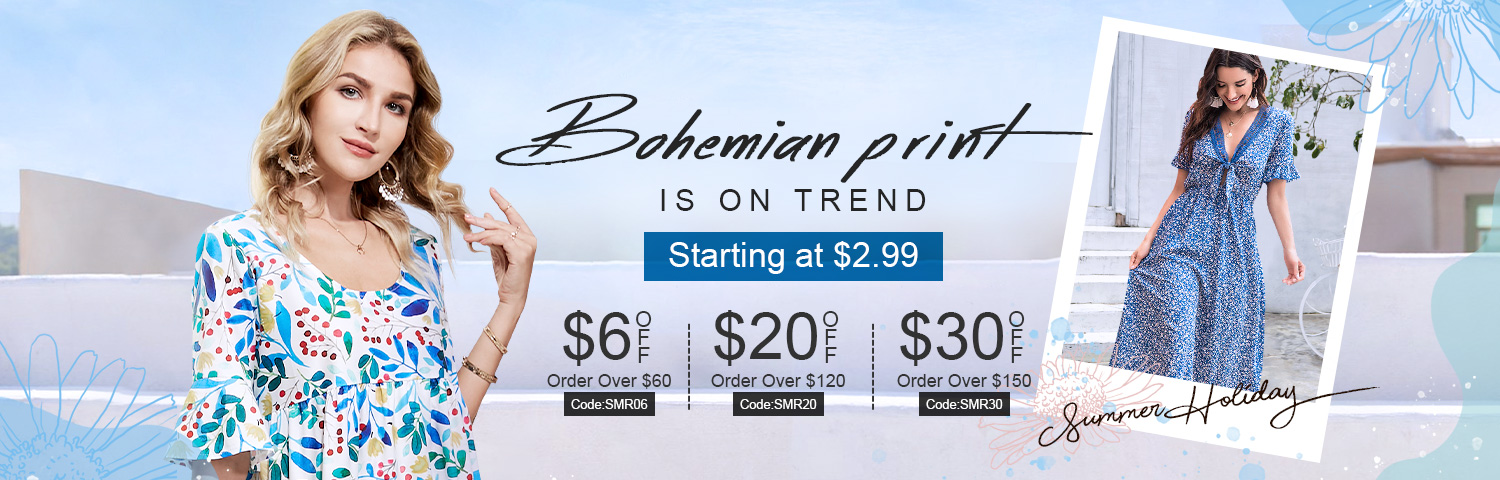 Bohemian print
IS ON TREND
Starting at $2.99
$6 OFF
Order Over $60
Code:SMR06
$20 OFF
Order Over $120
Code:SMR20
$30 OFF
Order Over $150
Code:SMR30
Summer Holiday